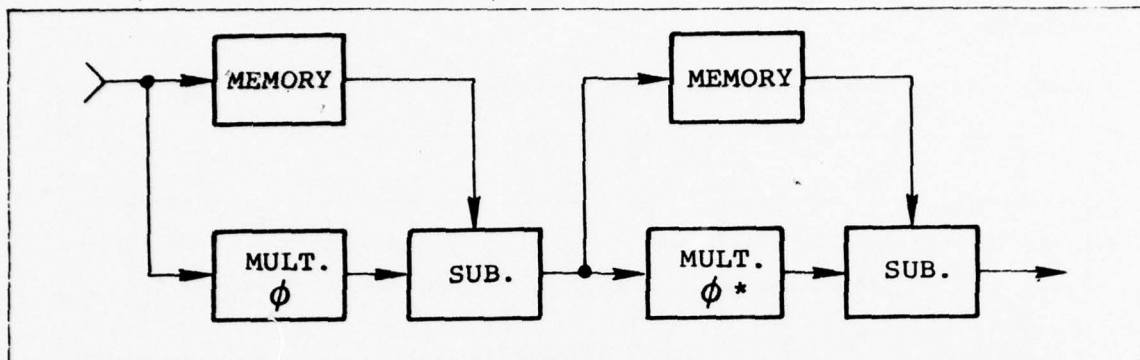 MEMORY
MEMORY
MULT.
ϕ
SUB.
MULT.
ϕ *
SUB.